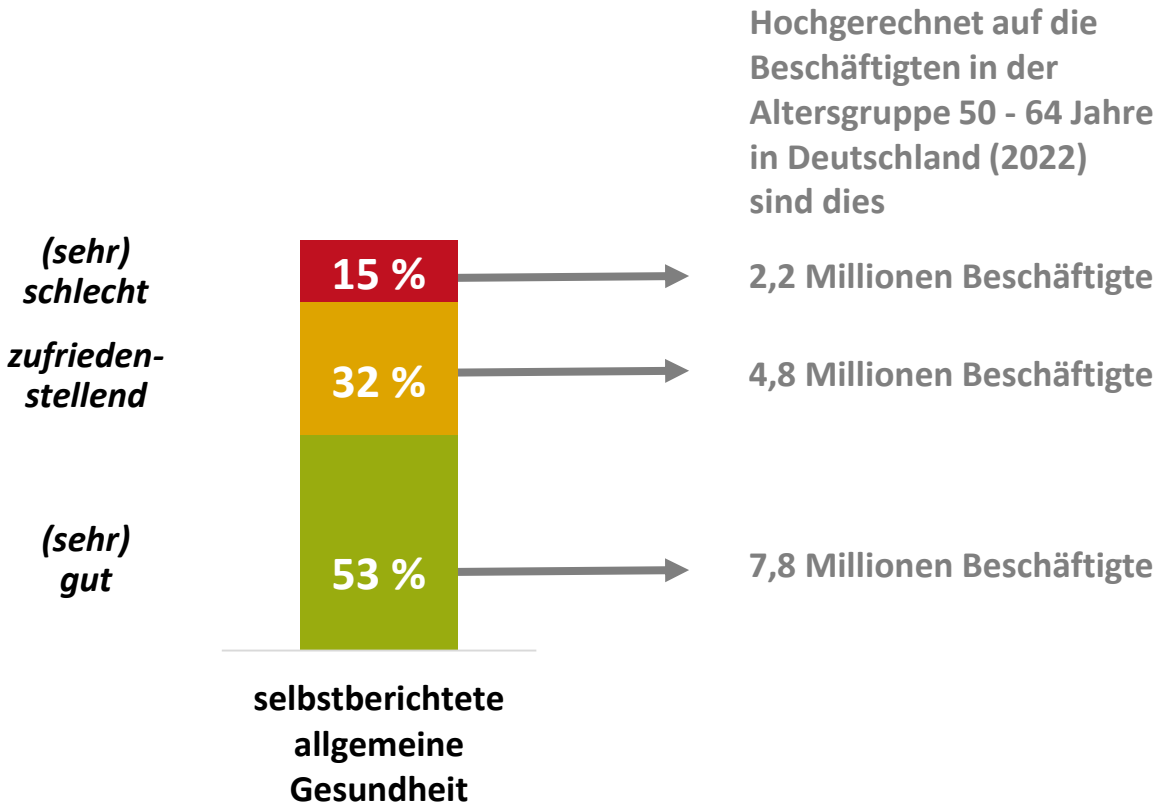 Hochgerechnet auf die
Beschäftigten in der
Altersgruppe 50 - 64 Jahre
in Deutschland (2022)
sind dies
(sehr)
schlecht
15 %
2,2 Millionen Beschäftigte
zufrieden-
stellend
32 %
4,8 Millionen Beschäftigte
(sehr)
gut
53 %
7,8 Millionen Beschäftigte
selbstberichtete
allgemeine
Gesundheit